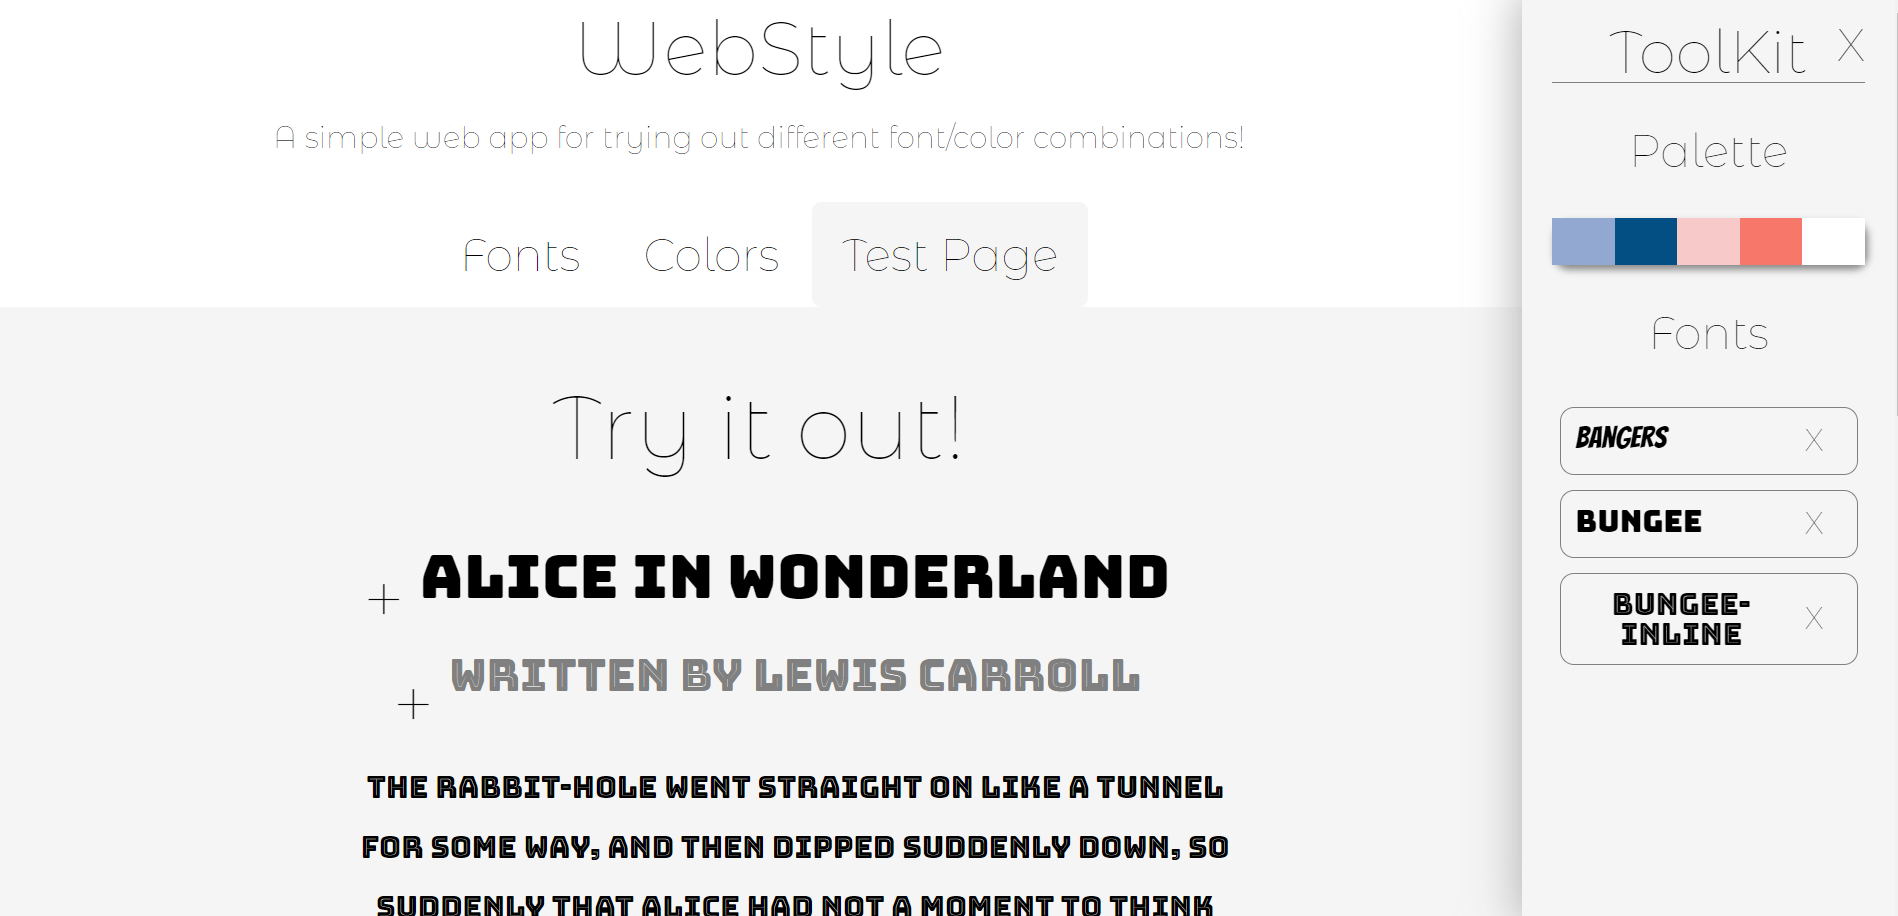 WebStyle
A simple web app for trying out different font/color combinations!
Fonts
Colors
Test Page
Try it out!
ALICE IN WONDERLAND
WRITTEN BY LEWIS CARROLL
THE RABBIT-HOLE WENT STRAIGHT ON LIKE A TUNNEL
FOR SOME WAY, AND THEN DIPPED SUDDENLY DOWN, SO
SUDDENLY THAT ALICE HAD NOT A MOMENT TO THINK
ToolKit X
Palette
Fonts
BANGERS X
BUNGEE X
BUNGEE-
INLINE X